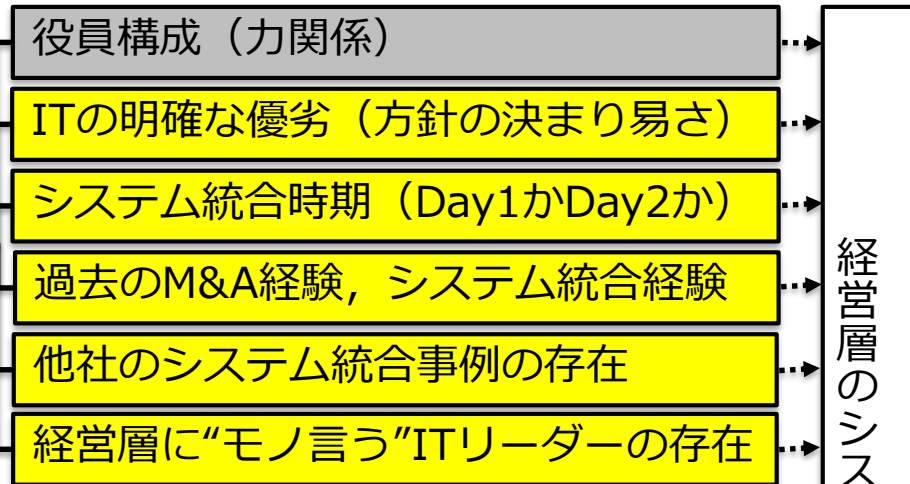 役員構成（力関係）
ITの明確な優劣（方針の決まり易さ）
システム統合時期（Day1かDay2か）
過去のM&A経験，システム統合経験
他社のシステム統合事例の存在
経営層に“モノ言う”ITリーダーの存在
経営層のシス